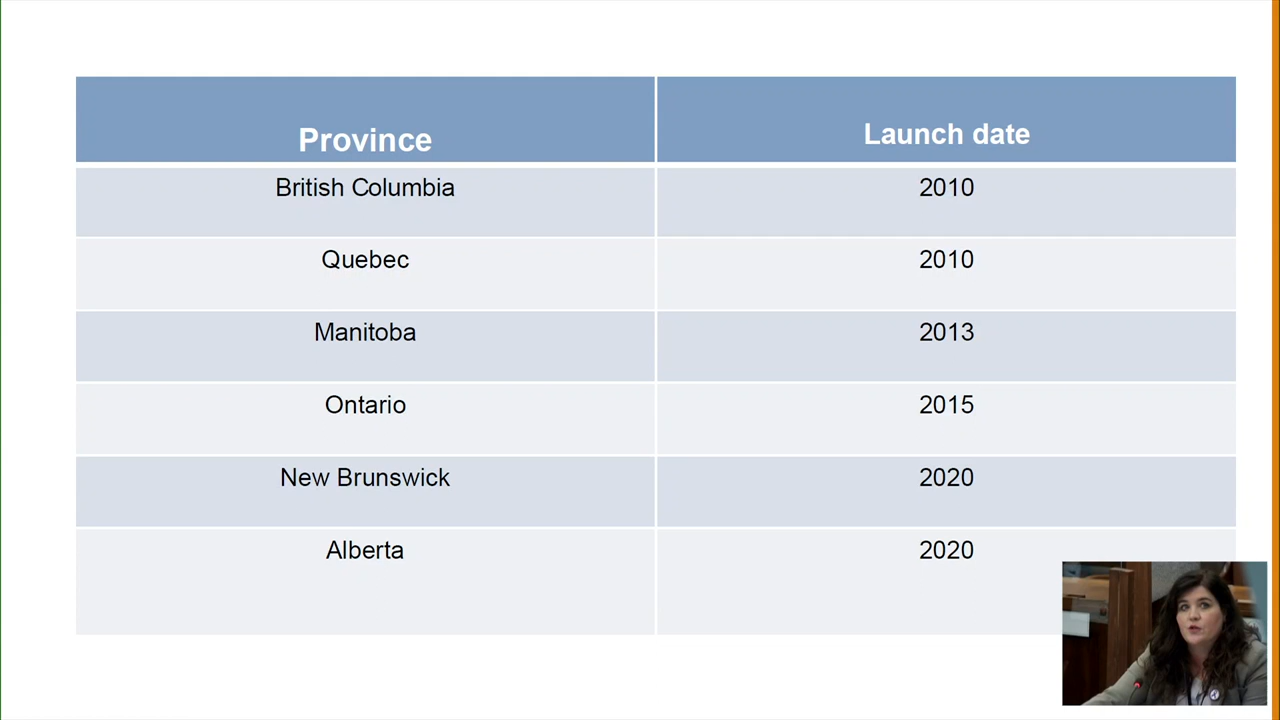 Province Launch date
British Columbia 2010
Quebec 2010
Manitoba 2013
Ontario 2015
New Brunswick 2020
Alberta 2020